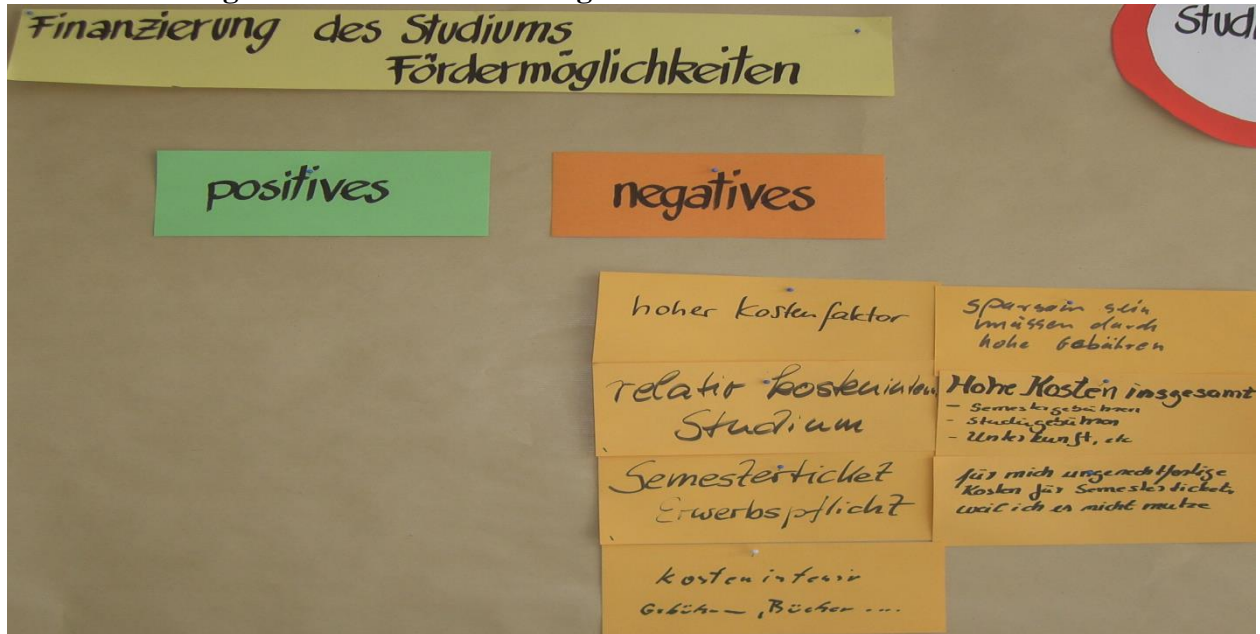 Finanzierung des Studiums
Fördermöglichkeiten
positives
negatives
hoher Kostenfaktor
relativ
Studium
Semesterticket
Erwerbspflicht
kostenintensiv
Gebühren, Bücher ....
sparsam sein
müssen durch
hohe Gebühren
Hohe Kosten insgesamt
- Semestergebühren
- Studiengebühren
- Unterkunft, etc
für mich ungerechtfertige
Kosten für Semesterticket,
weil ich es nicht nutze